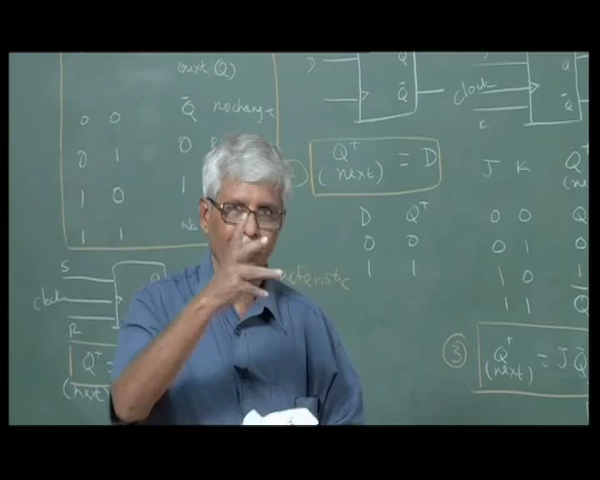 next (Q)
0 0 Q̄ no change
0 1 0
1 0 1
1 1 No
S
clock
R
Q⁺
(next)
=
D
Q
Q̄
Q⁺
(next) = D
D Q⁺
0 0
1 1
clock
K
Q
Q̄
J K Q⁺
0 0 Q
0 1 0
1 0 1
1 1 Q̄
3
Q⁺
(next) = J Q̄